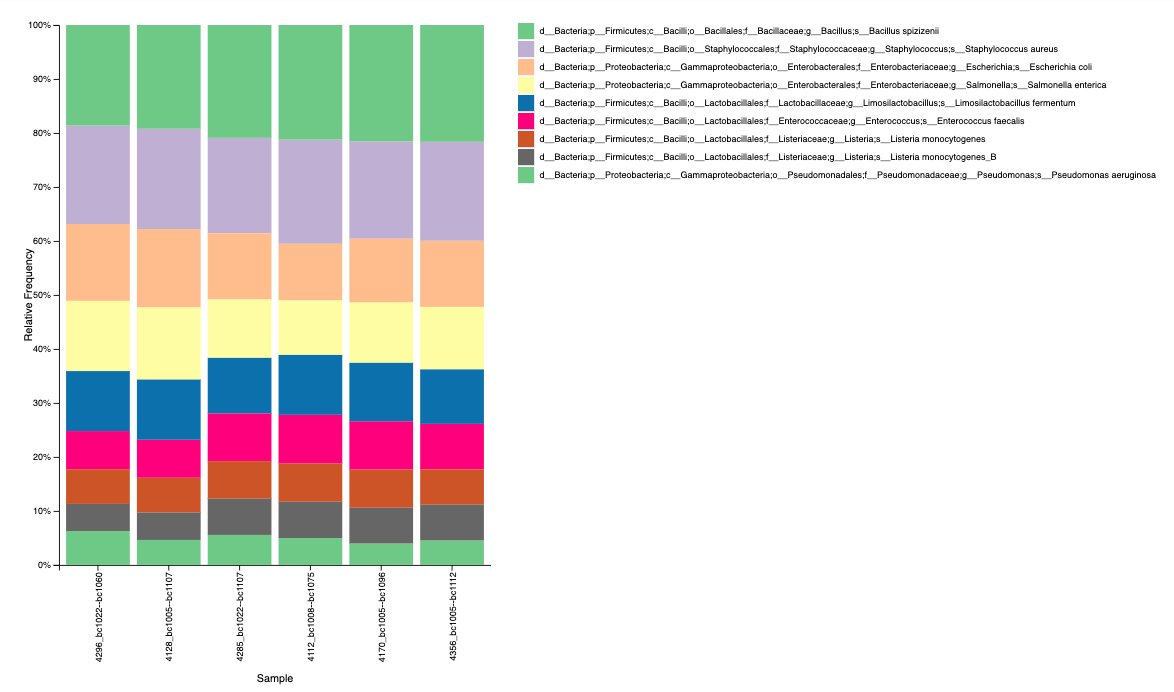 100%
90%
80%
70%
60%
50%
40%
30%
20%
10%
0%
Relative Frequency
4296_bc1022--bc1060
4128_bc1005--bc1107
4285_bc1022--bc1107
4112_bc1008--bc1075
4170_bc1005--bc1096
4356_bc1005--bc1112
Sample
d__Bacteria;p__Firmicutes;c__Bacilli;o__Bacillales;f__Bacillaceae;g__Bacillus;s__Bacillus spizizenii
d__Bacteria;p__Firmicutes;c__Bacilli;o__Staphylococcales;f__Staphylococcaceae;g__Staphylococcus;s__Staphylococcus aureus
d__Bacteria;p__Proteobacteria;c__Gammaproteobacteria;o__Enterobacterales;f__Enterobacteriaceae;g__Escherichia;s__Escherichia coli
d__Bacteria;p__Proteobacteria;c__Gammaproteobacteria;o__Enterobacterales;f__Enterobacteriaceae;g__Salmonella;s__Salmonella enterica
d__Bacteria;p__Firmicutes;c__Bacilli;o__Lactobacillales;f__Lactobacillaceae;g__Limosilactobacillus;s__Limosilactobacillus fermentum
d__Bacteria;p__Firmicutes;c__Bacilli;o__Lactobacillales;f__Enterococcaceae;g__Enterococcus;s__Enterococcus faecalis
d__Bacteria;p__Firmicutes;c__Bacilli;o__Lactobacillales;f__Listeriaceae;g__Listeria;s__Listeria monocytogenes
d__Bacteria;p__Firmicutes;c__Bacilli;o__Lactobacillales;f__Listeriaceae;g__Listeria;s__Listeria monocytogenes_B
d__Bacteria;p__Proteobacteria;c__Gammaproteobacteria;o__Pseudomonadales;f__Pseudomonadaceae;g__Pseudomonas;s__Pseudomonas aeruginosa